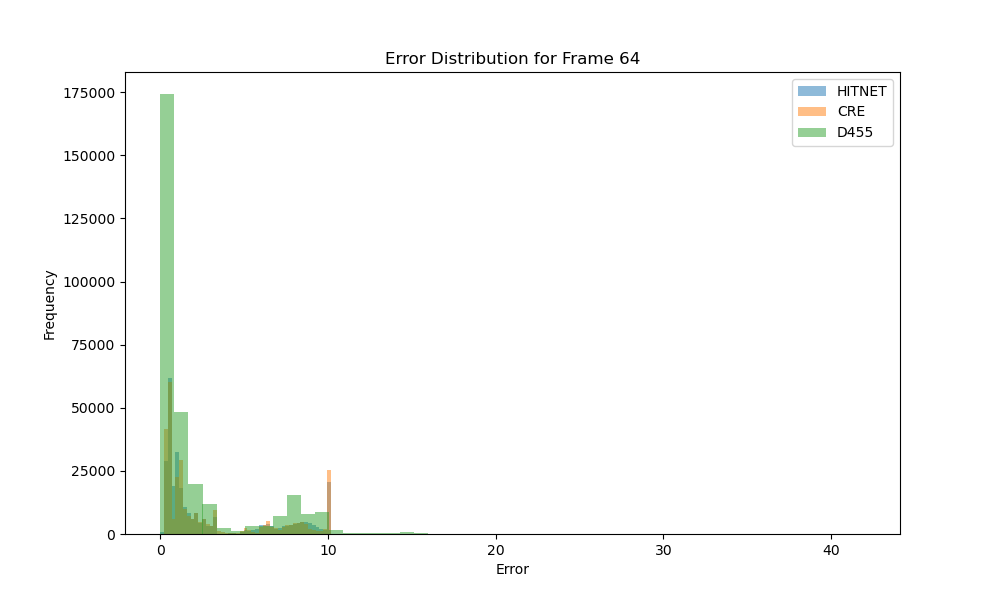 Error Distribution for Frame 64
HITNET
CRE
D455
175000
150000
125000
100000
75000
50000
25000
0
Frequency
0 10 20 30 40
Error